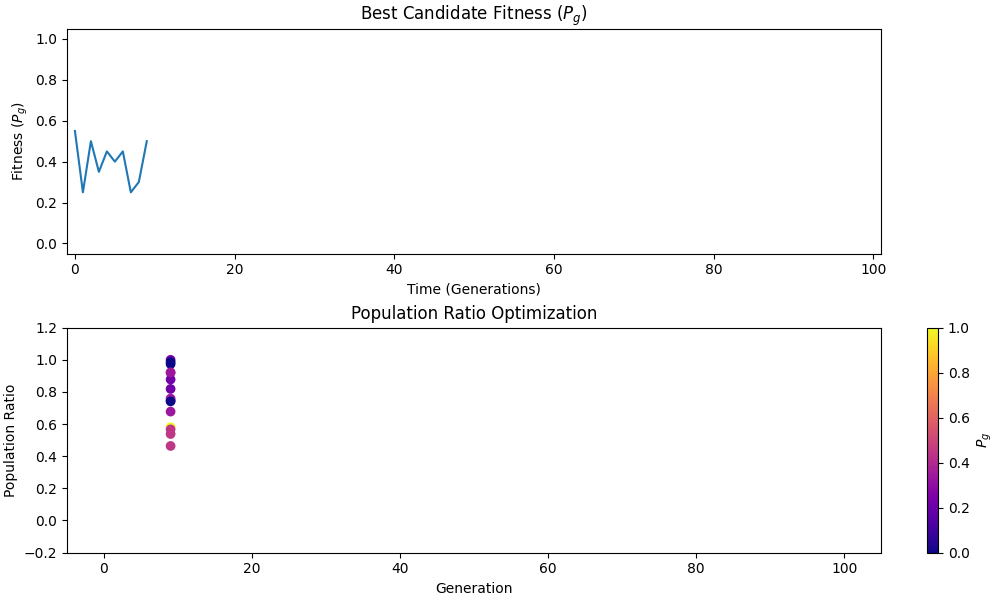 Best Candidate Fitness (P_g)
1.0
0.8
0.6
0.4
0.2
0.0
Fitness (P_g)
0 20 40 60 80 100
Time (Generations)
Population Ratio Optimization
1.2
1.0
0.8
0.6
0.4
0.2
0.0
−0.2
Population Ratio
0 20 40 60 80 100
Generation
1.0
0.8
0.6
0.4
0.2
0.0
P_g